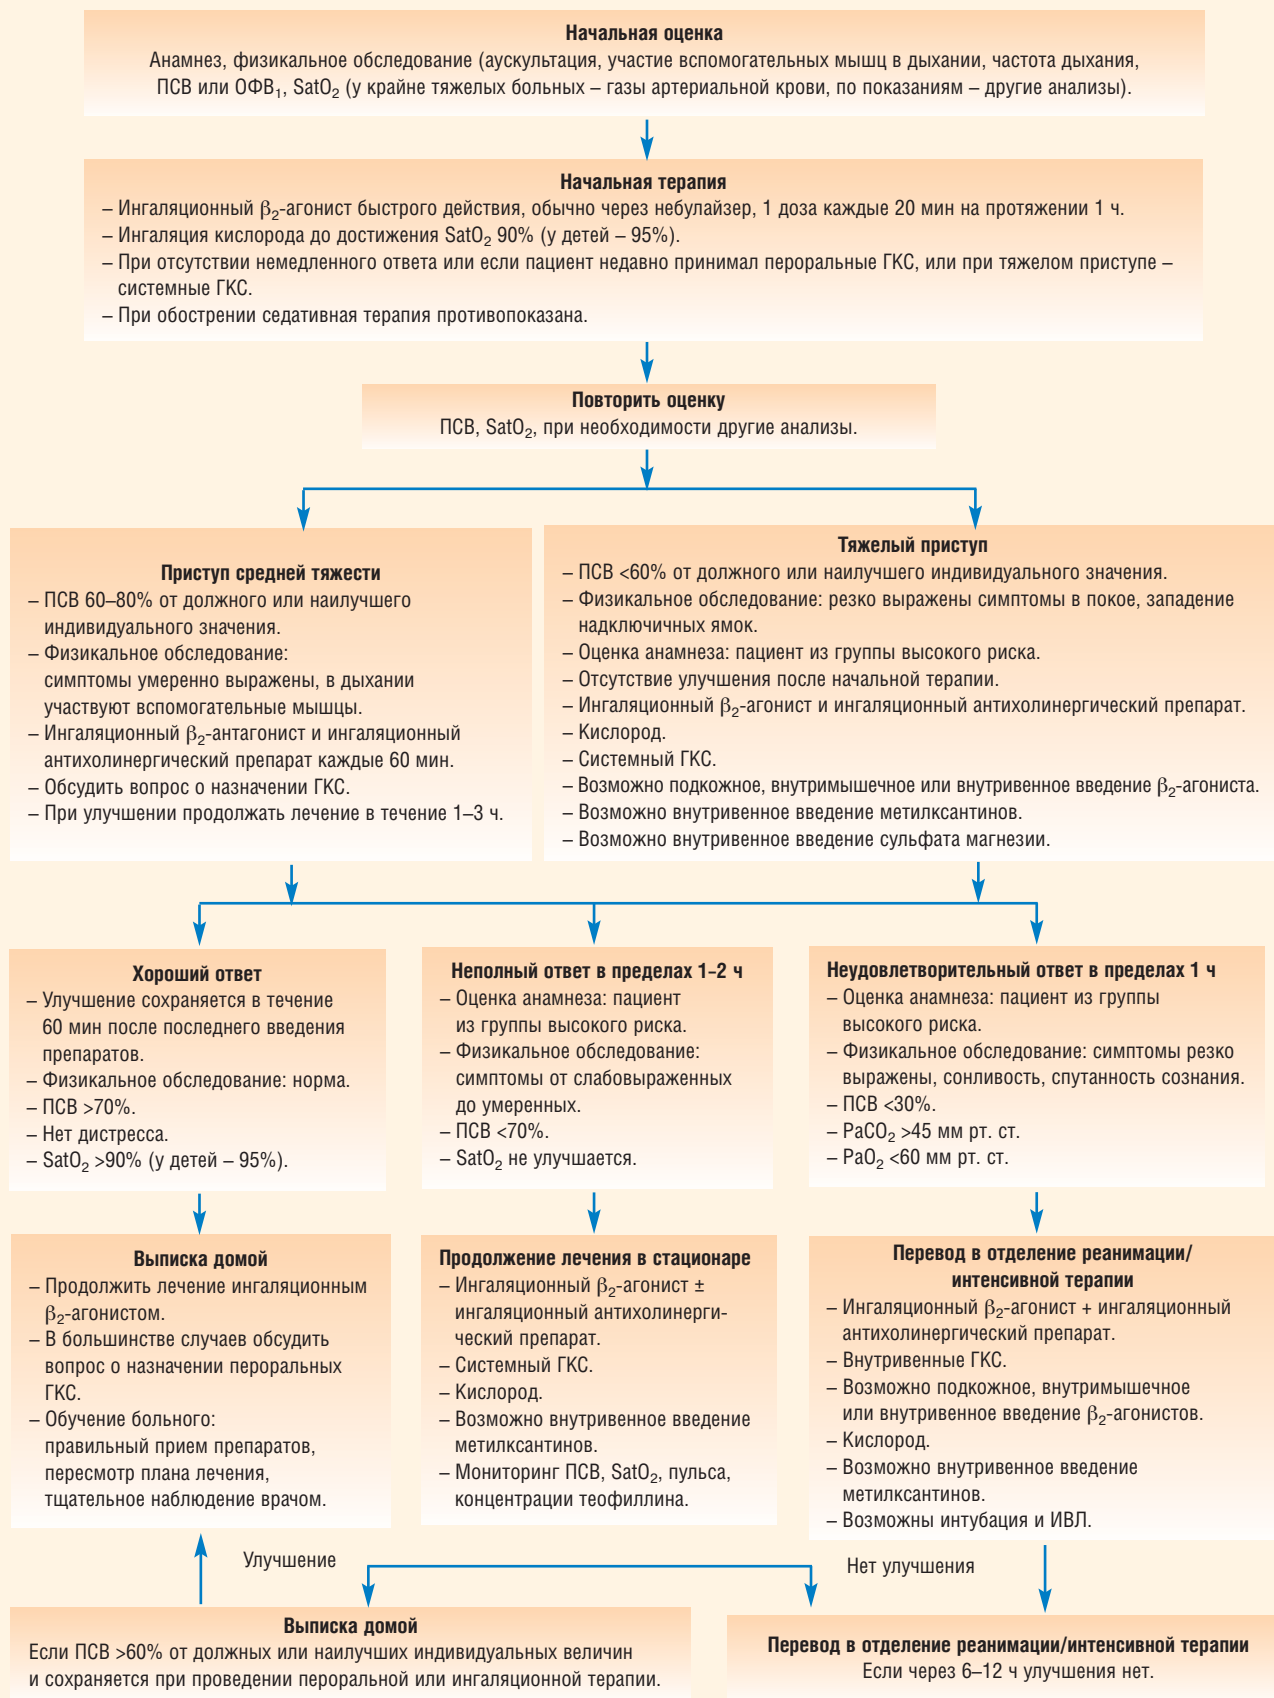 Начальная оценка
Анамнез, физикальное обследование (аускультация, участие вспомогательных мышц в дыхании, частота дыхания,
ПСВ или ОФВ₁, SatO₂ (у крайне тяжелых больных – газы артериальной крови, по показаниям – другие анализы).
Начальная терапия
– Ингаляционный β₂-агонист быстрого действия, обычно через небулайзер, 1 доза каждые 20 мин на протяжении 1 ч.
– Ингаляция кислорода до достижения SatO₂ 90% (у детей – 95%).
– При отсутствии немедленного ответа или если пациент недавно принимал пероральные ГКС, или при тяжелом приступе –
системные ГКС.
– При обострении седативная терапия противопоказана.
Повторить оценку
ПСВ, SatO₂, при необходимости другие анализы.
Приступ средней тяжести
– ПСВ 60–80% от должного или наилучшего
индивидуального значения.
– Физикальное обследование:
симптомы умеренно выражены, в дыхании
участвуют вспомогательные мышцы.
– Ингаляционный β₂-антагонист и ингаляционный
антихолинергический препарат каждые 60 мин.
– Обсудить вопрос о назначении ГКС.
– При улучшении продолжать лечение в течение 1–3 ч.
Тяжелый приступ
– ПСВ <60% от должного или наилучшего индивидуального значения.
– Физикальное обследование: резко выражены симптомы в покое, западение
надключичных ямок.
– Оценка анамнеза: пациент из группы высокого риска.
– Отсутствие улучшения после начальной терапии.
– Ингаляционный β₂-агонист и ингаляционный антихолинергический препарат.
– Кислород.
– Системный ГКС.
– Возможно подкожное, внутримышечное или внутривенное введение β₂-агониста.
– Возможно внутривенное введение метилксантинов.
– Возможно внутривенное введение сульфата магнезии.
Хороший ответ
– Улучшение сохраняется в течение
60 мин после последнего введения
препаратов.
– Физикальное обследование: норма.
– ПСВ >70%.
– Нет дистресса.
– SatO₂ >90% (у детей – 95%).
Неполный ответ в пределах 1–2 ч
– Оценка анамнеза: пациент
из группы высокого риска.
– Физикальное обследование:
симптомы от слабовыраженных
до умеренных.
– ПСВ <70%.
– SatO₂ не улучшается.
Неудовлетворительный ответ в пределах 1 ч
– Оценка анамнеза: пациент из группы
высокого риска.
– Физикальное обследование: симптомы резко
выражены, сонливость, спутанность сознания.
– ПСВ <30%.
– PaCO₂ >45 мм рт. ст.
– PaO₂ <60 мм рт. ст.
Выписка домой
– Продолжить лечение ингаляционным
β₂-агонистом.
– В большинстве случаев обсудить
вопрос о назначении пероральных
ГКС.
– Обучение больного:
правильный прием препаратов,
пересмотр плана лечения,
тщательное наблюдение врачом.
Продолжение лечения в стационаре
– Ингаляционный β₂-агонист ±
ингаляционный антихолинерги-
ческий препарат.
– Системный ГКС.
– Кислород.
– Возможно внутривенное введение
метилксантинов.
– Мониторинг ПСВ, SatO₂, пульса,
концентрации теофиллина.
Перевод в отделение реанимации/
интенсивной терапии
– Ингаляционный β₂-агонист + ингаляционный
антихолинергический препарат.
– Внутривенные ГКС.
– Возможно подкожное, внутримышечное
или внутривенное введение β₂-агонистов.
– Кислород.
– Возможно внутривенное введение
метилксантинов.
– Возможны интубация и ИВЛ.
Улучшение
Нет улучшения
Выписка домой
Если ПСВ >60% от должных или наилучших индивидуальных величин
и сохраняется при проведении пероральной или ингаляционной терапии.
Перевод в отделение реанимации/интенсивной терапии
Если через 6–12 ч улучшения нет.